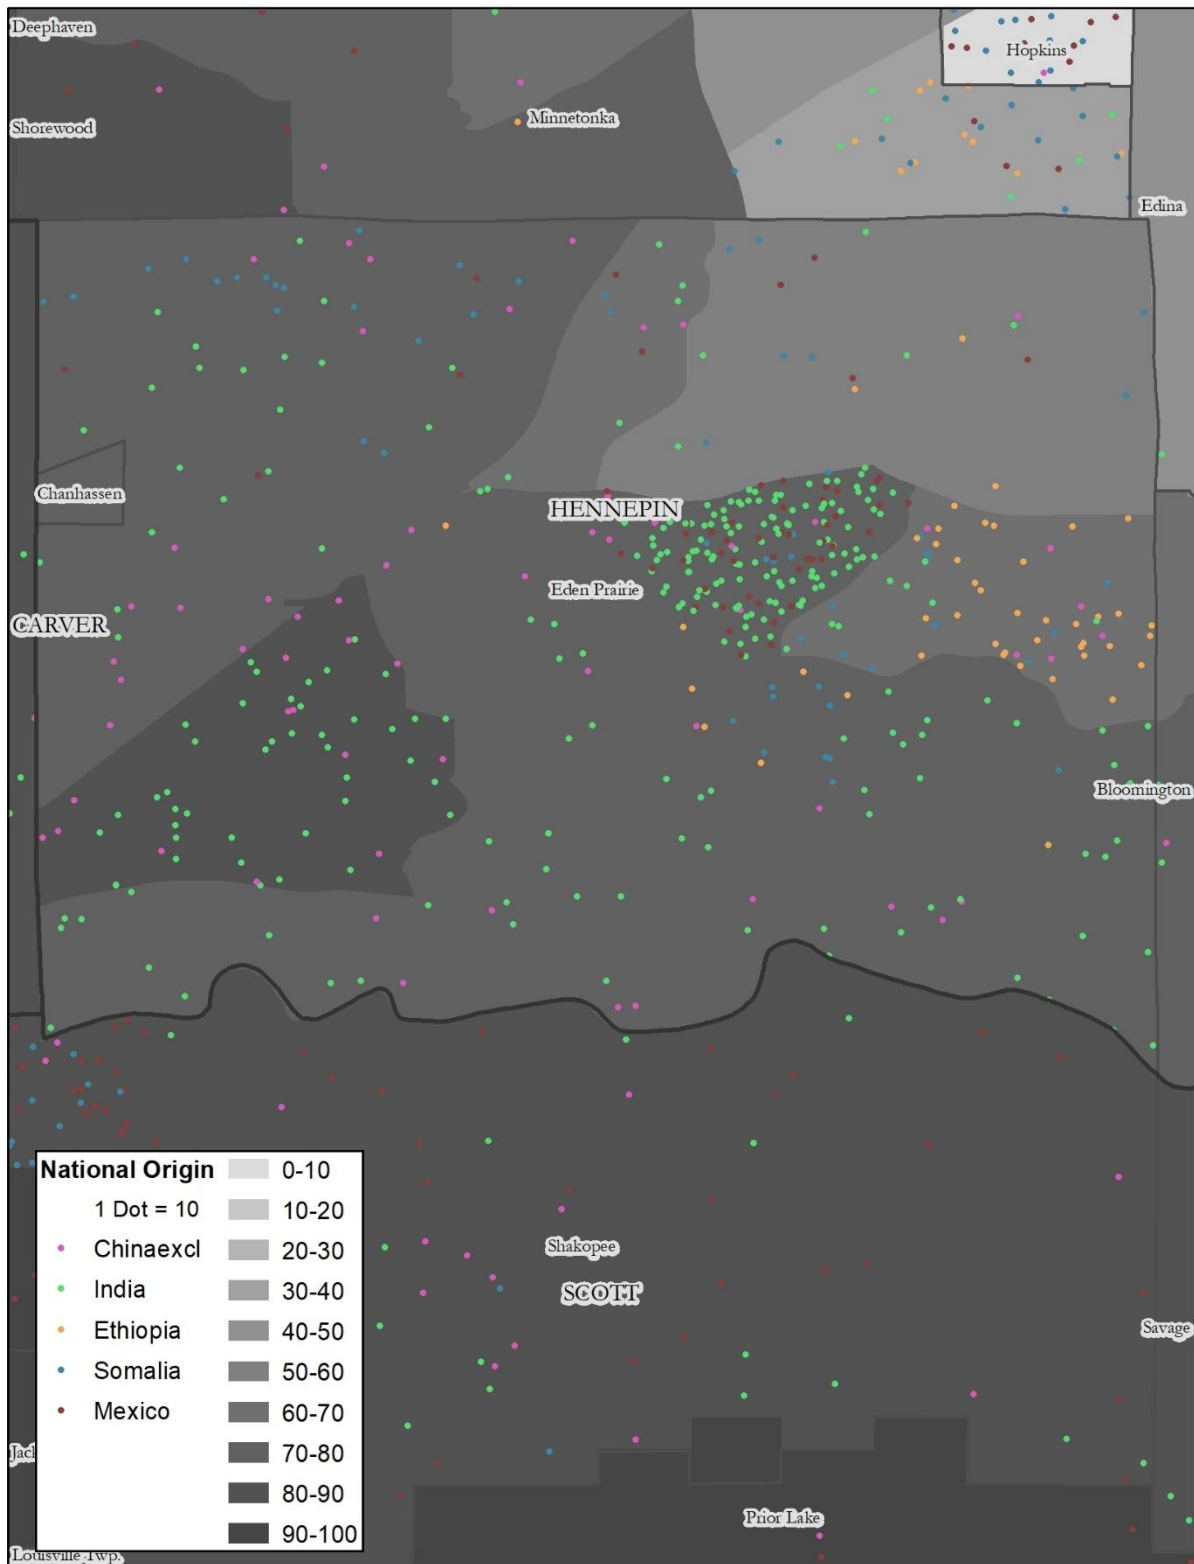 Deephaven
Hopkins
Shorewood
Minnetonka
Edina
Chanhassen
HENNEPIN
Eden Prairie
CARVER
Bloomington
National Origin
1 Dot = 10
Chinaexcl
India
Ethiopia
Somalia
Mexico
0-10
10-20
20-30
30-40
40-50
50-60
60-70
70-80
80-90
90-100
Shakopee
SCOTT
Savage
Jack
Prior Lake
Louisville Twp.